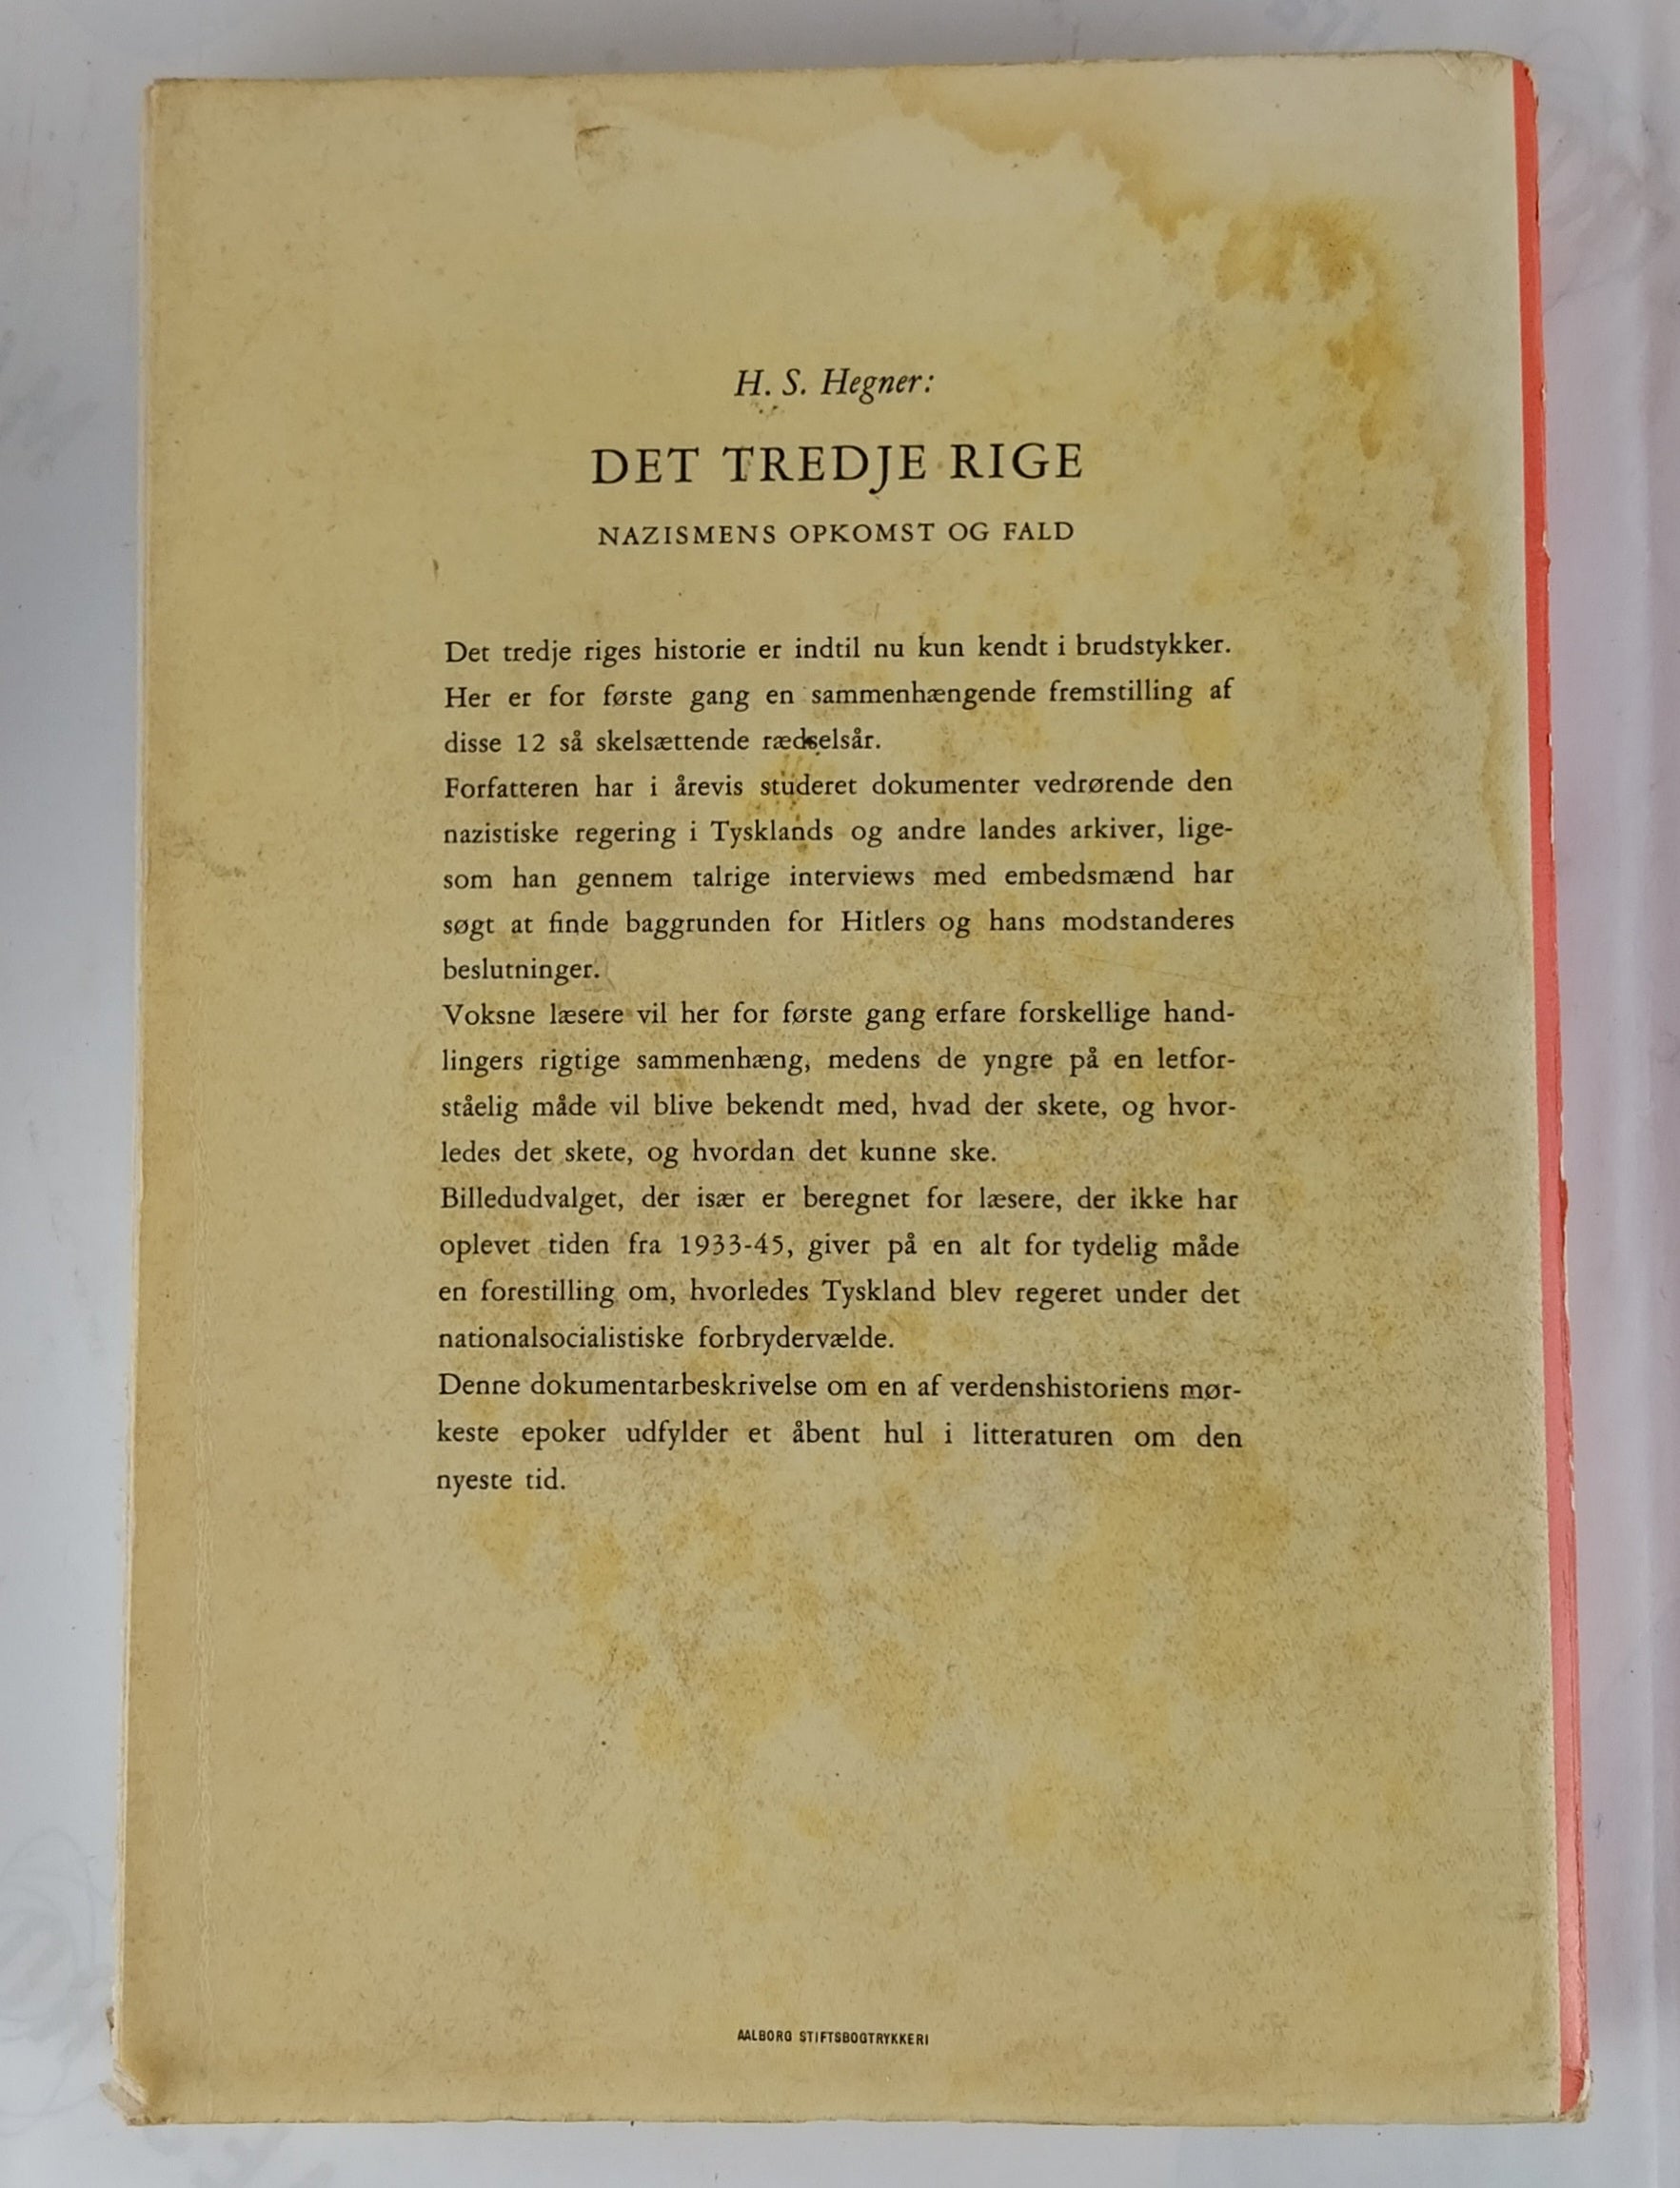 H. S. Hegner:
DET TREDJE RIGE
NAZISMENS OPKOMST OG FALD
Det tredje riges historie er indtil nu kun kendt i brudstykker.
Her er for første gang en sammenhængende fremstilling af
disse 12 så skelsættende rædselsår.
Forfatteren har i årevis studeret dokumenter vedrørende den
nazistiske regering i Tysklands og andre landes arkiver, lige-
som han gennem talrige interviews med embedsmænd har
søgt at finde baggrunden for Hitlers og hans modstanderes
beslutninger.
Voksne læsere vil her for første gang erfare forskellige hand-
lingers rigtige sammenhæng, medens de yngre på en letfor-
ståelig måde vil blive bekendt med, hvad der skete, og hvor-
ledes det skete, og hvordan det kunne ske.
Billedudvalget, der især er beregnet for læsere, der ikke har
oplevet tiden fra 1933-45, giver på en alt for tydelig måde
en forestilling om, hvorledes Tyskland blev regeret under det
nationalsocialistiske forbrydervælde.
Denne dokumentarbeskrivelse om en af verdenshistoriens mør-
keste epoker udfylder et åbent hul i litteraturen om den
nyeste tid.
AALBORG STIFTSBOGTRYKKERI